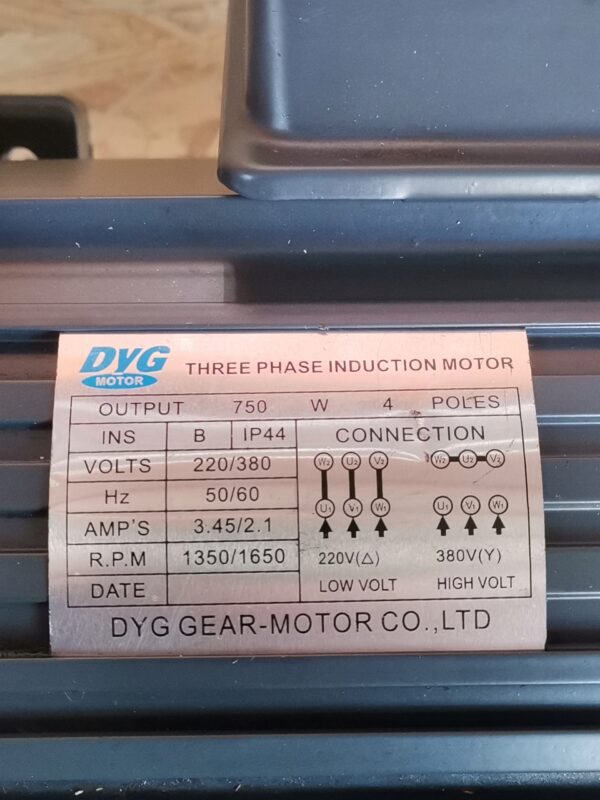 DYG
MOTOR
THREE PHASE INDUCTION MOTOR
OUTPUT 750 W 4 POLES
INS B IP44 CONNECTION
VOLTS 220/380
W2 U2 V2 W2 U2 V2
Hz 50/60
AMP'S 3.45/2.1
U1 V1 W1 U1 V1 W1
R.P.M 1350/1650 220V(△) 380V(Y)
DATE LOW VOLT HIGH VOLT
DYG GEAR-MOTOR CO.,LTD